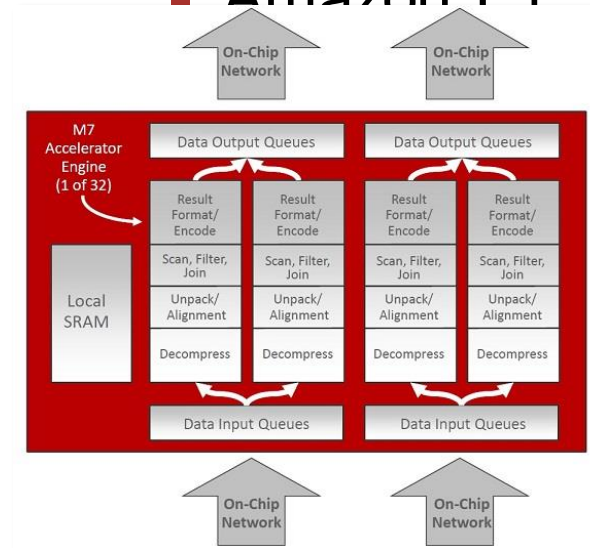 On-Chip
Network
On-Chip
Network
M7
Accelerator
Engine
(1 of 32)
Data Output Queues
Data Output Queues
Result
Format/
Encode
Result
Format/
Encode
Result
Format/
Encode
Result
Format/
Encode
Scan, Filter,
Join
Scan, Filter,
Join
Scan, Filter,
Join
Scan, Filter,
Join
Local
SRAM
Unpack/
Alignment
Unpack/
Alignment
Unpack/
Alignment
Unpack/
Alignment
Decompress
Decompress
Decompress
Decompress
Data Input Queues
Data Input Queues
On-Chip
Network
On-Chip
Network